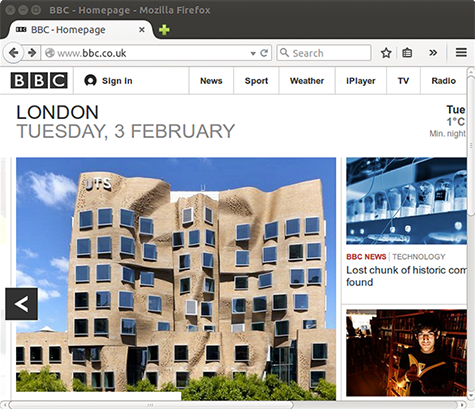 BBC - Homepage - Mozilla Firefox
BBC - Homepage
www.bbc.co.uk
Search
BBC
Sign in
News
Sport
Weather
iPlayer
TV
Radio
LONDON
TUESDAY, 3 FEBRUARY
Tue
1°C
Min. night
UTS
BBC NEWS | TECHNOLOGY
Lost chunk of historic com
found